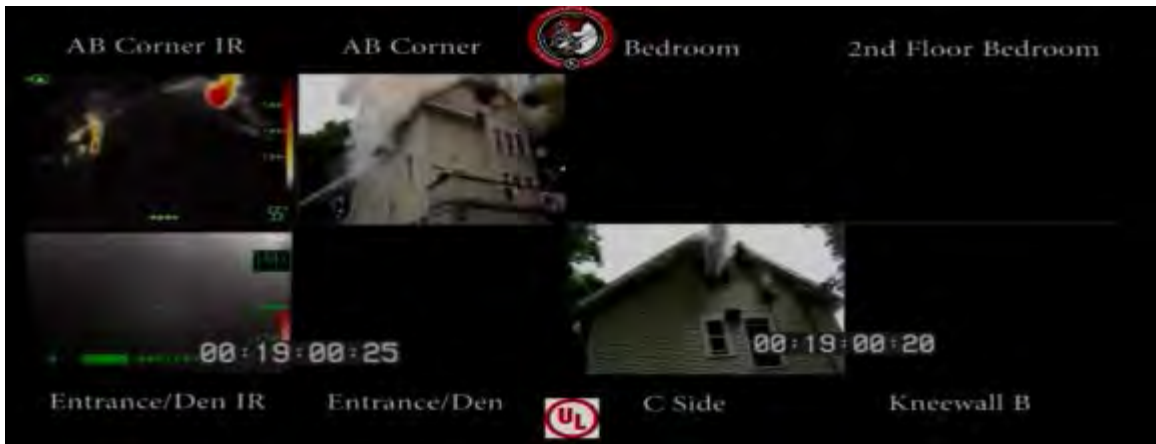 AB Corner IR
AB Corner
Bedroom
2nd Floor Bedroom
55°
00:19:00:25
00:19:00:20
Entrance/Den IR
Entrance/Den
UL
C Side
Kneewall B